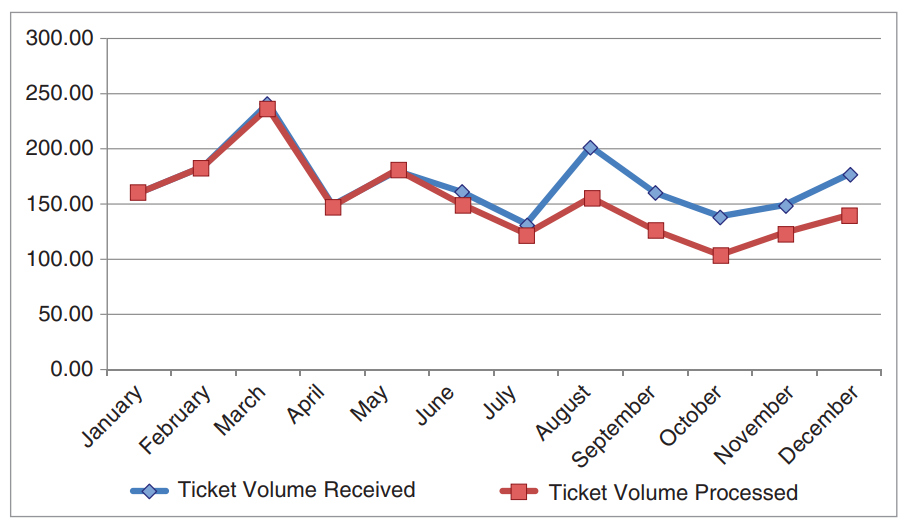 300.00
250.00
200.00
150.00
100.00
50.00
0.00
January
February
March
April
May
June
July
August
September
October
November
December
Ticket Volume Received
Ticket Volume Processed